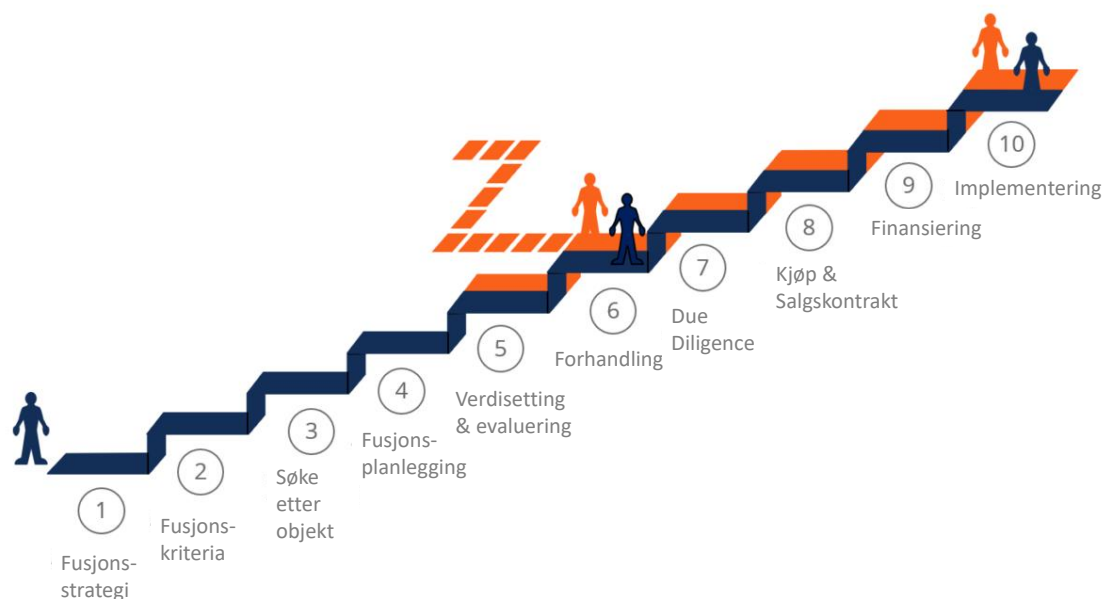 1
Fusjons-
strategi
2
Fusjons-
kriteria
3
Søke
etter
objekt
4
Fusjons-
planlegging
5
Verdisetting
& evaluering
6
Forhandling
7
Due
Diligence
8
Kjøp &
Salgskontrakt
9
Finansiering
10
Implementering